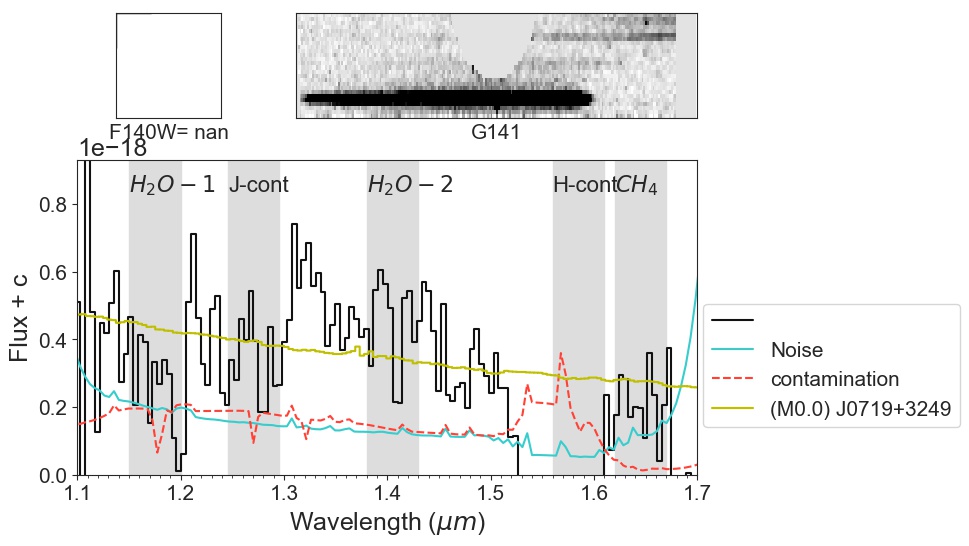 F140W= nan
G141
1e−18
H₂O − 1 J-cont H₂O − 2 H-cont CH₄
0.8
0.6
0.4
0.2
0.0
Flux + c
1.1 1.2 1.3 1.4 1.5 1.6 1.7
Wavelength (μm)
Noise
contamination
(M0.0) J0719+3249